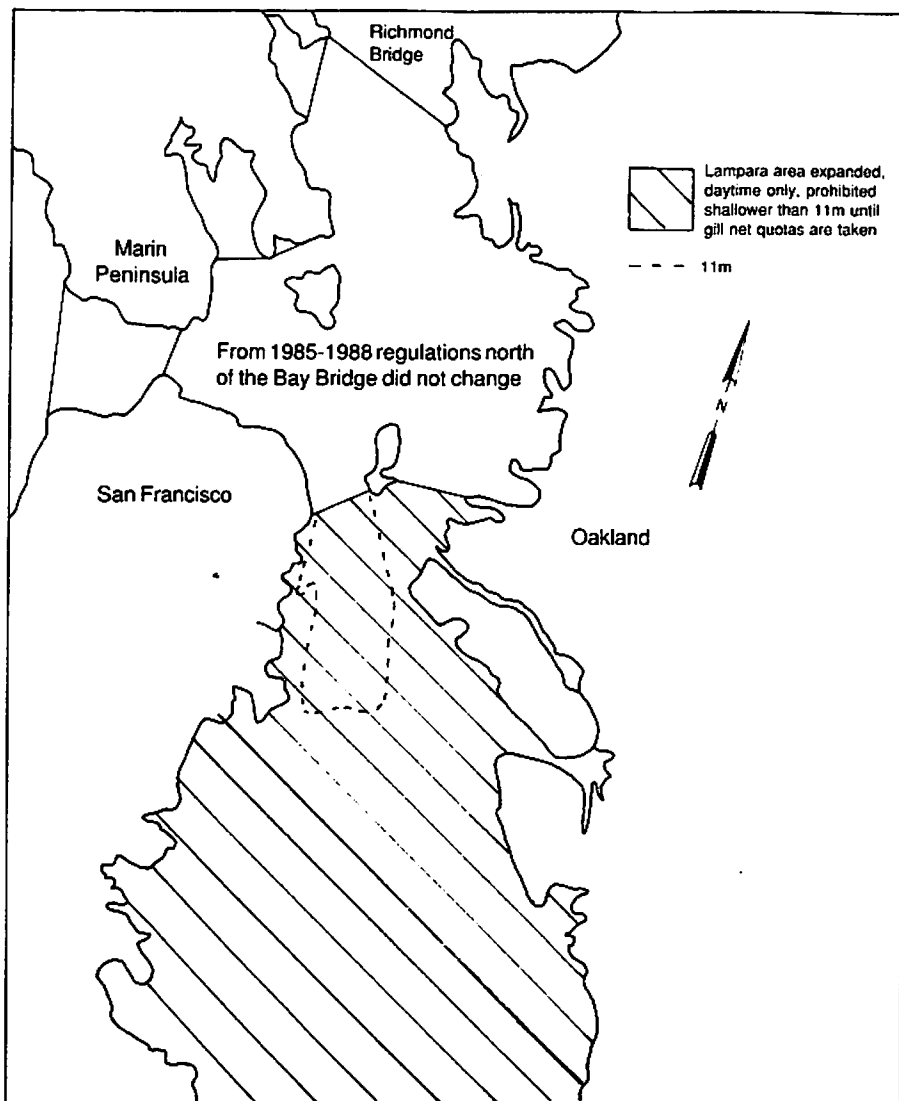 Richmond
Bridge
Lampara area expanded,
daytime only, prohibited
shallower than 11m until
gill net quotas are taken
11m
Marin
Peninsula
From 1985-1988 regulations north
of the Bay Bridge did not change
N
San Francisco
Oakland